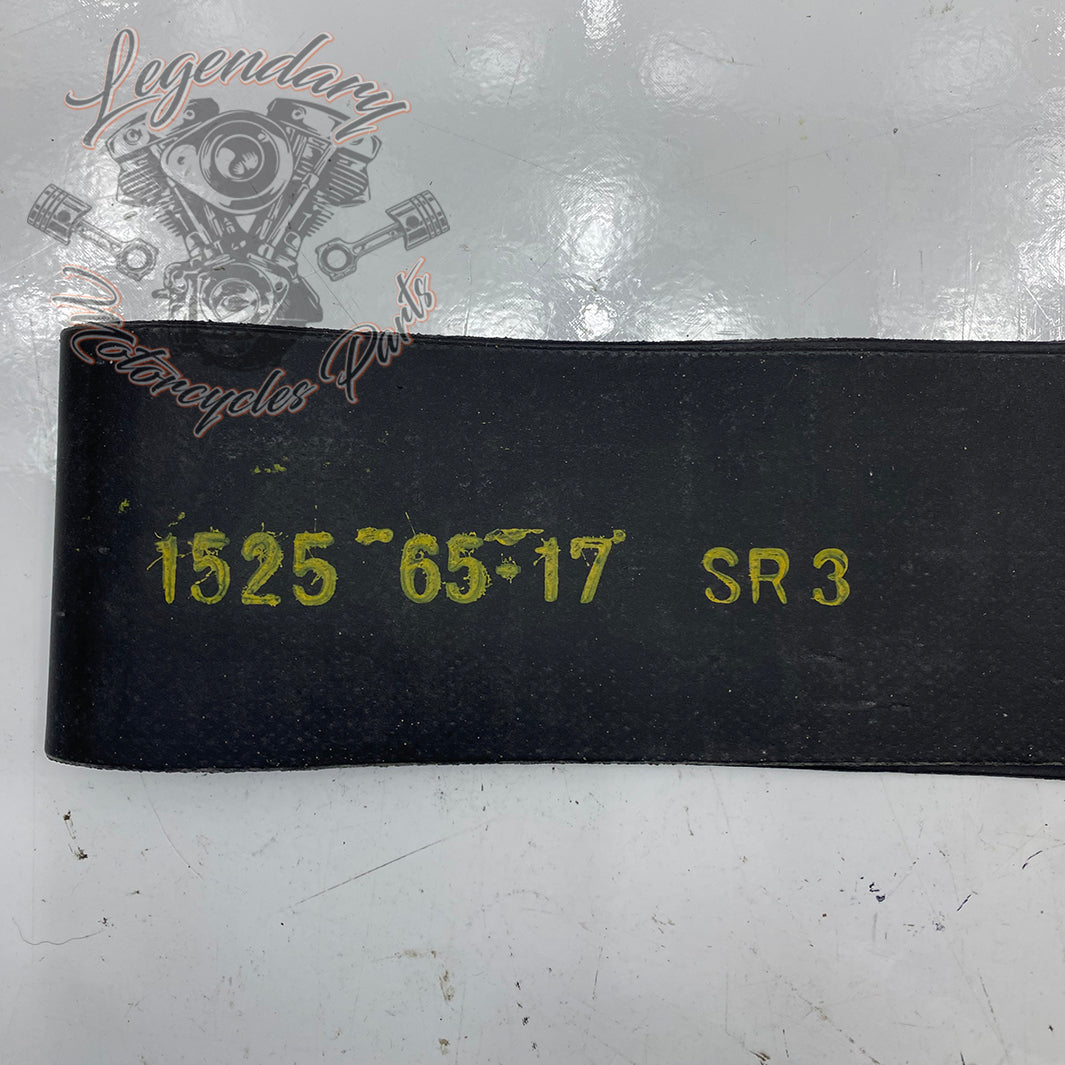 Legendary
Motorcycles Parts
1525 65-17 SR 3